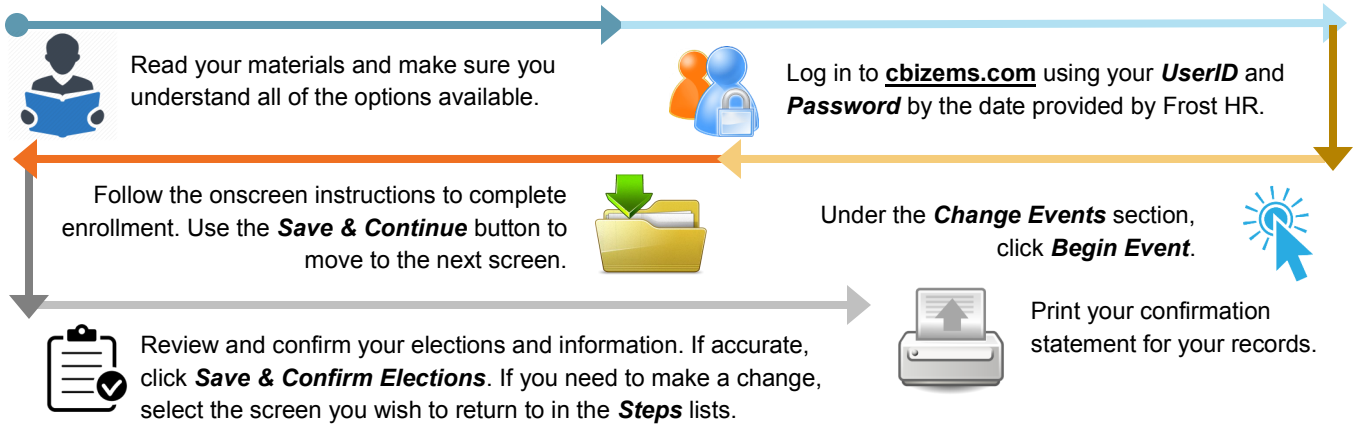 Read your materials and make sure you
understand all of the options available.
Log in to cbizems.com using your UserID and
Password by the date provided by Frost HR.
Under the Change Events section,
click Begin Event.
Follow the onscreen instructions to complete
enrollment. Use the Save & Continue button to
move to the next screen.
Review and confirm your elections and information. If accurate,
click Save & Confirm Elections. If you need to make a change,
select the screen you wish to return to in the Steps lists.
Print your confirmation
statement for your records.